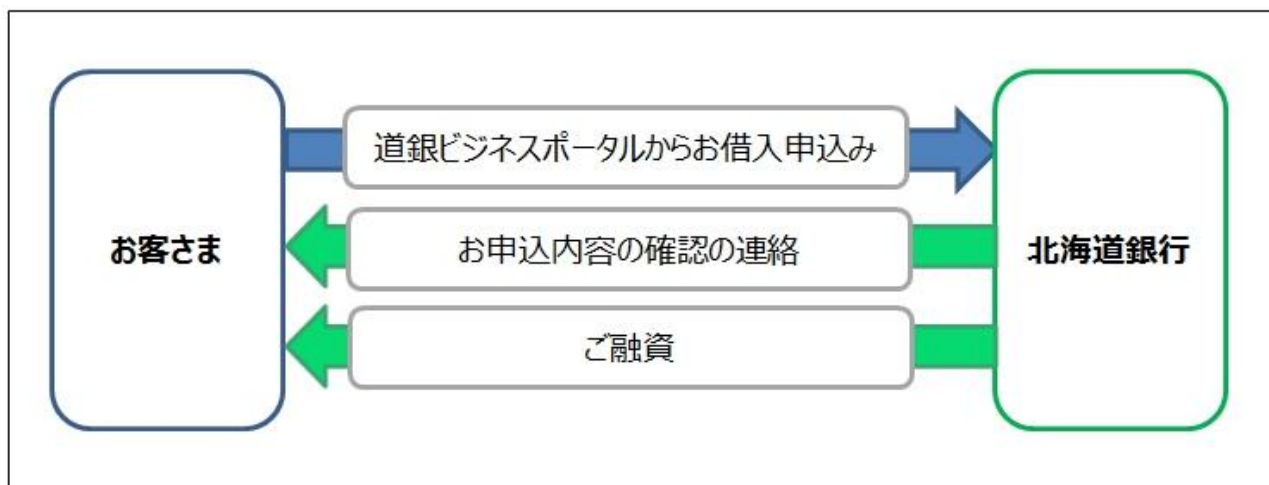 お客さま
道銀ビジネスポータルからお借入申込み
お申込内容の確認の連絡
ご融資
北海道銀行